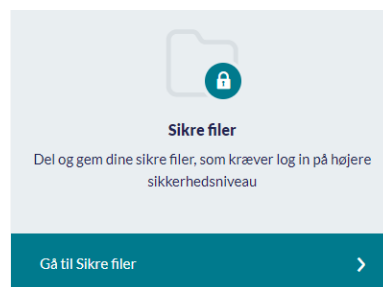 Sikre filer
Del og gem dine sikre filer, som kræver log in på højere
sikkerhedsniveau
Gå til Sikre filer